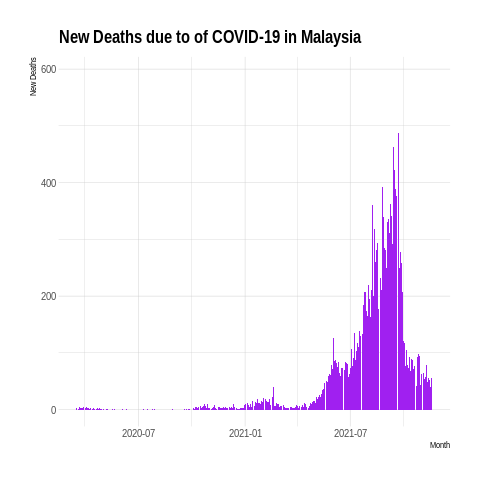 New Deaths due to of COVID-19 in Malaysia
New Deaths
600
400
200
0
2020-07
2021-01
2021-07
Month